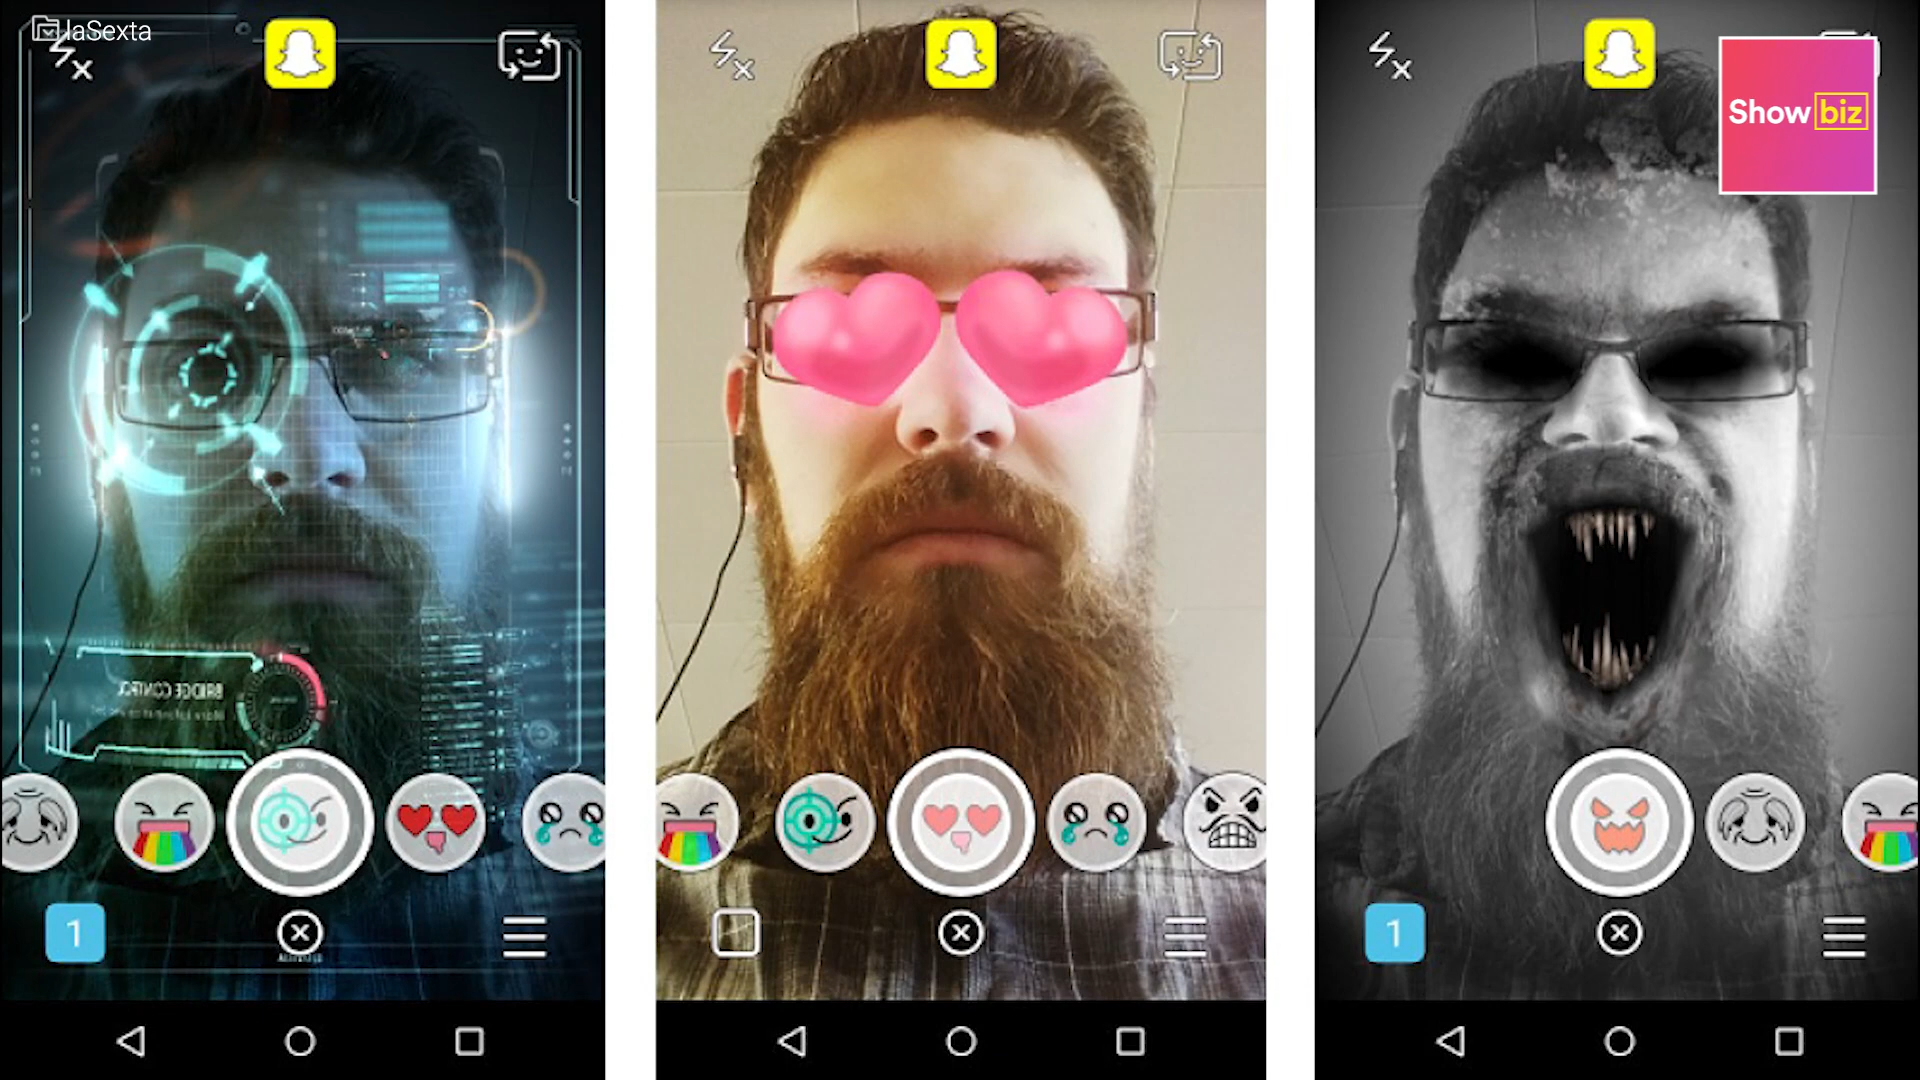 laSexta
Show biz
BRIDGE CONTROL
1
1